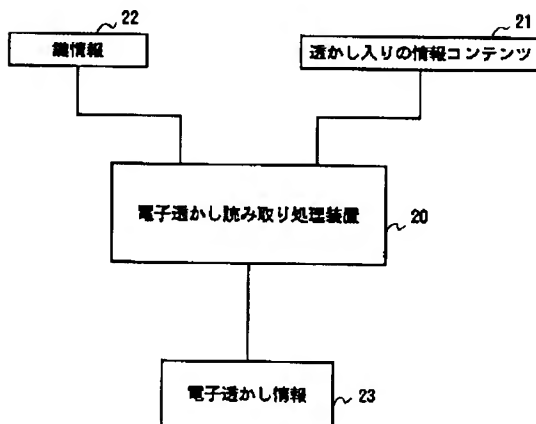 22
鍵情報
21
透かし入りの情報コンテンツ
電子透かし読み取り処理装置
20
電子透かし情報
23